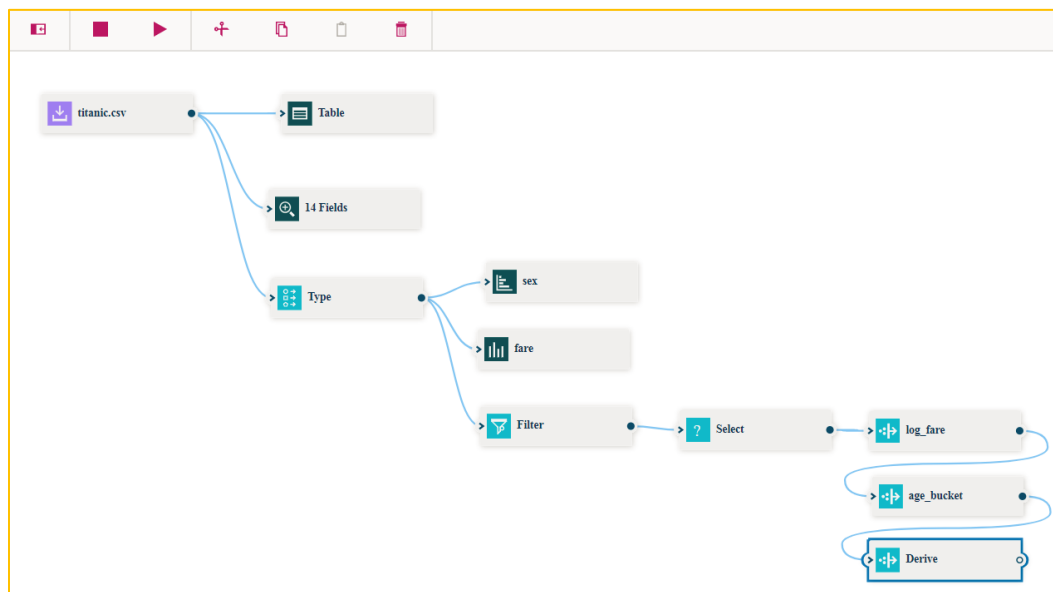 titanic.csv
Table
14 Fields
Type
sex
fare
Filter
Select
log_fare
age_bucket
Derive